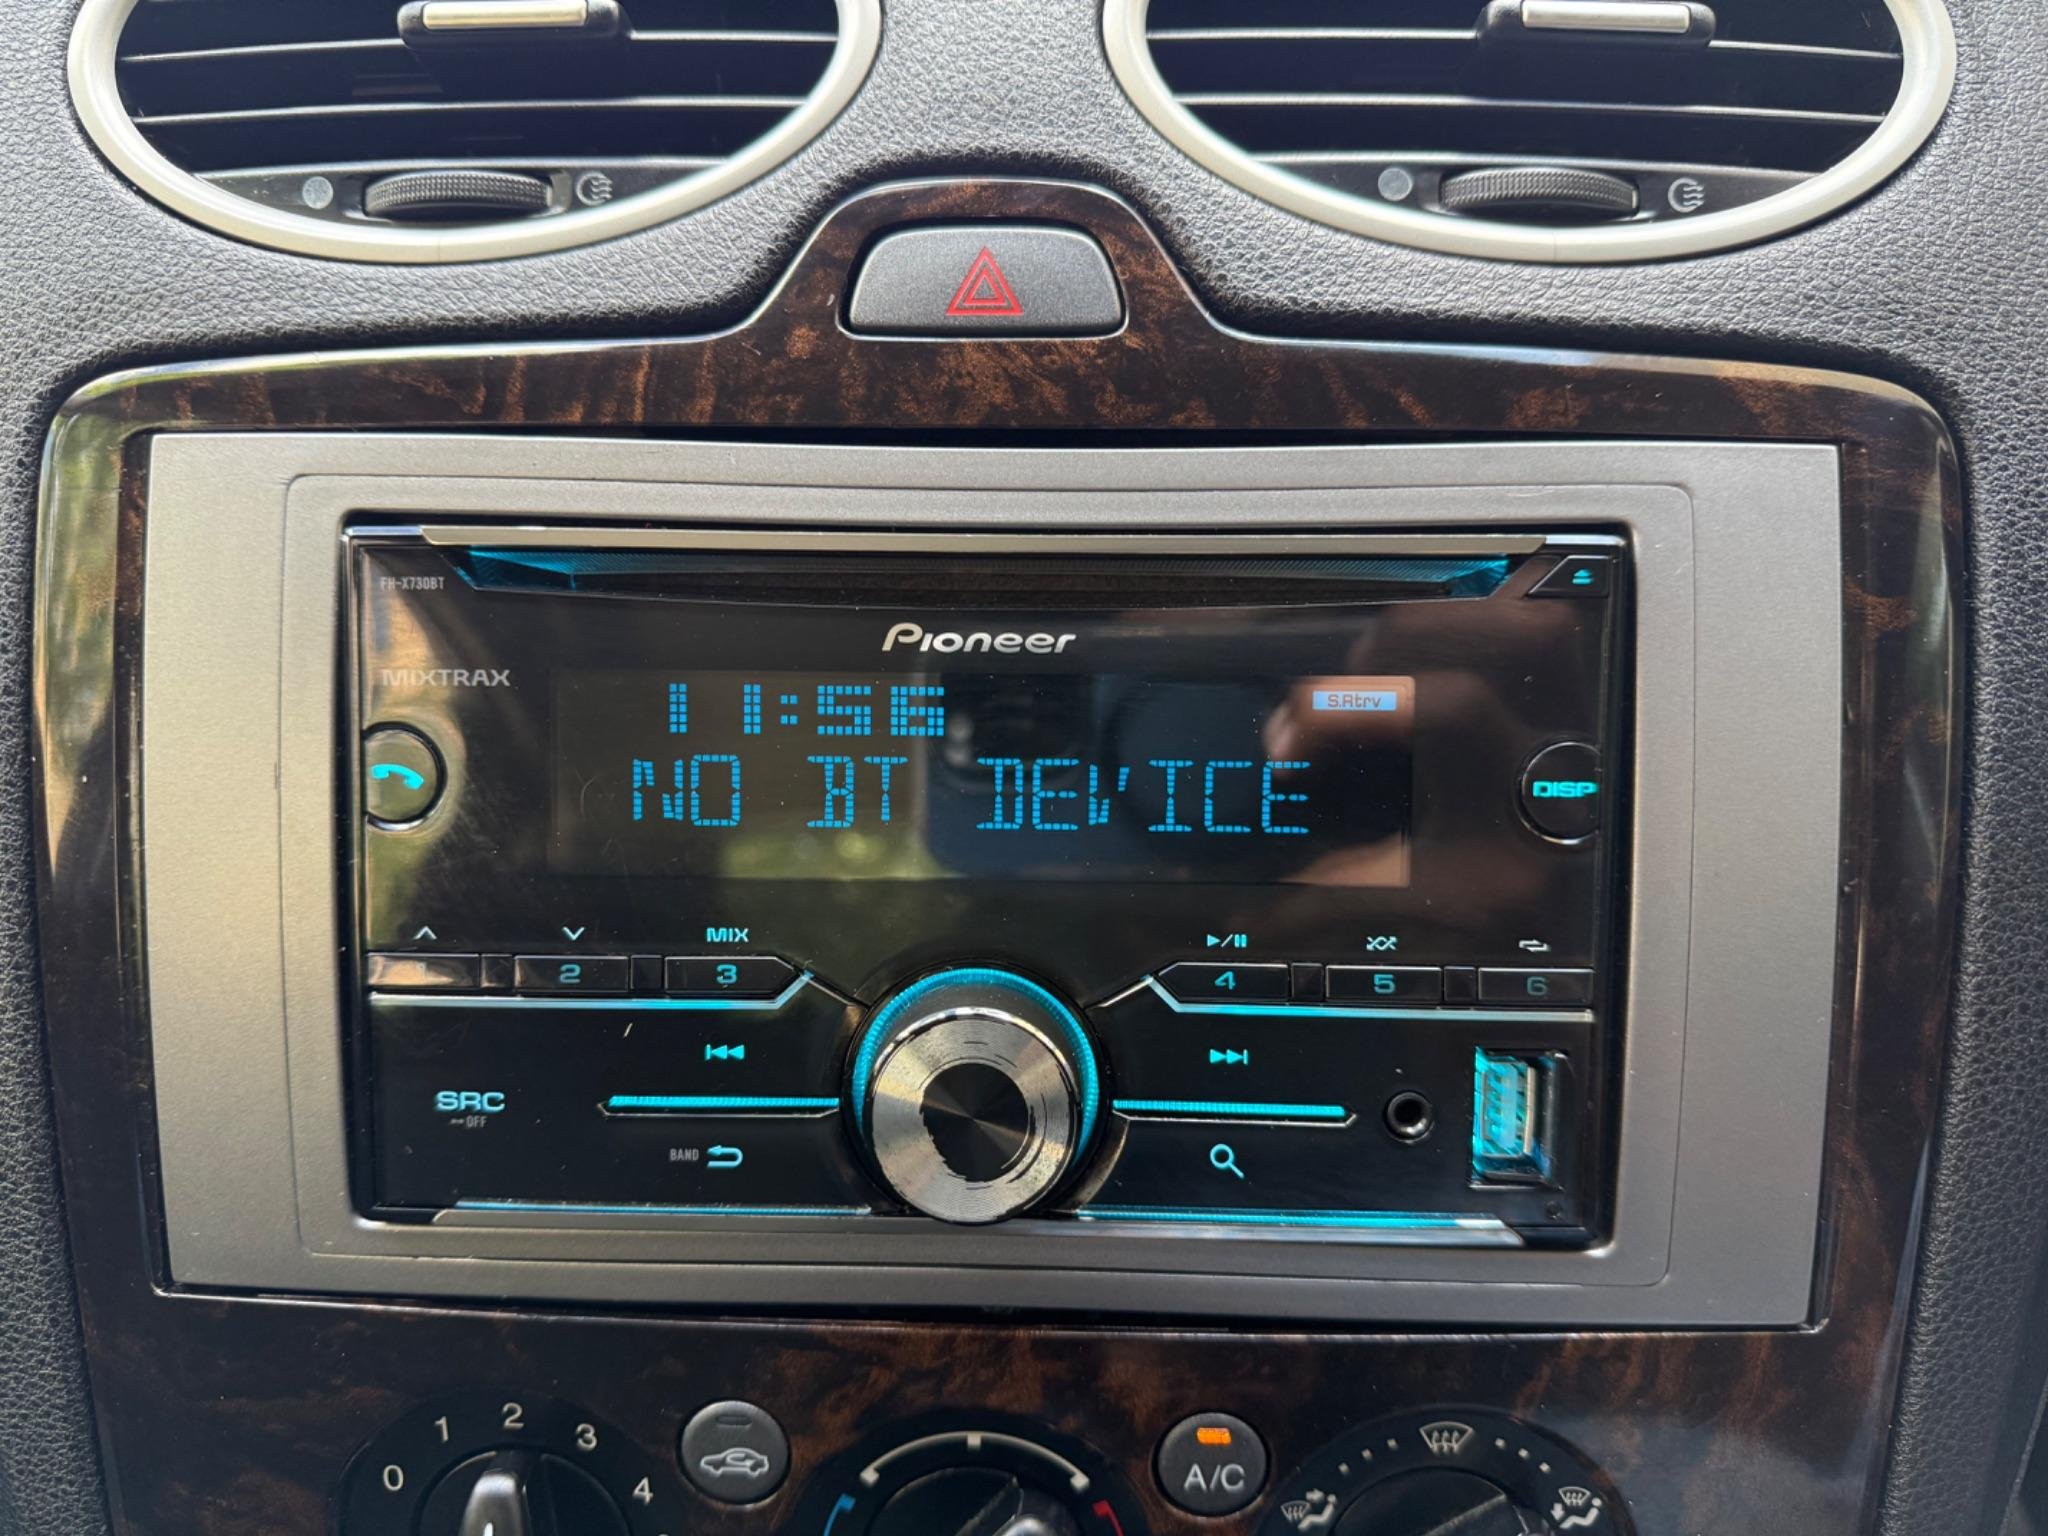 FH-X730BT
Pioneer
MIXTRAX
11:56
S.Rtrv
NO BT DEVICE
DISP
MIX
1 2 3 4 5 6
SRC
OFF
BAND
0 1 2 3 4
A/C